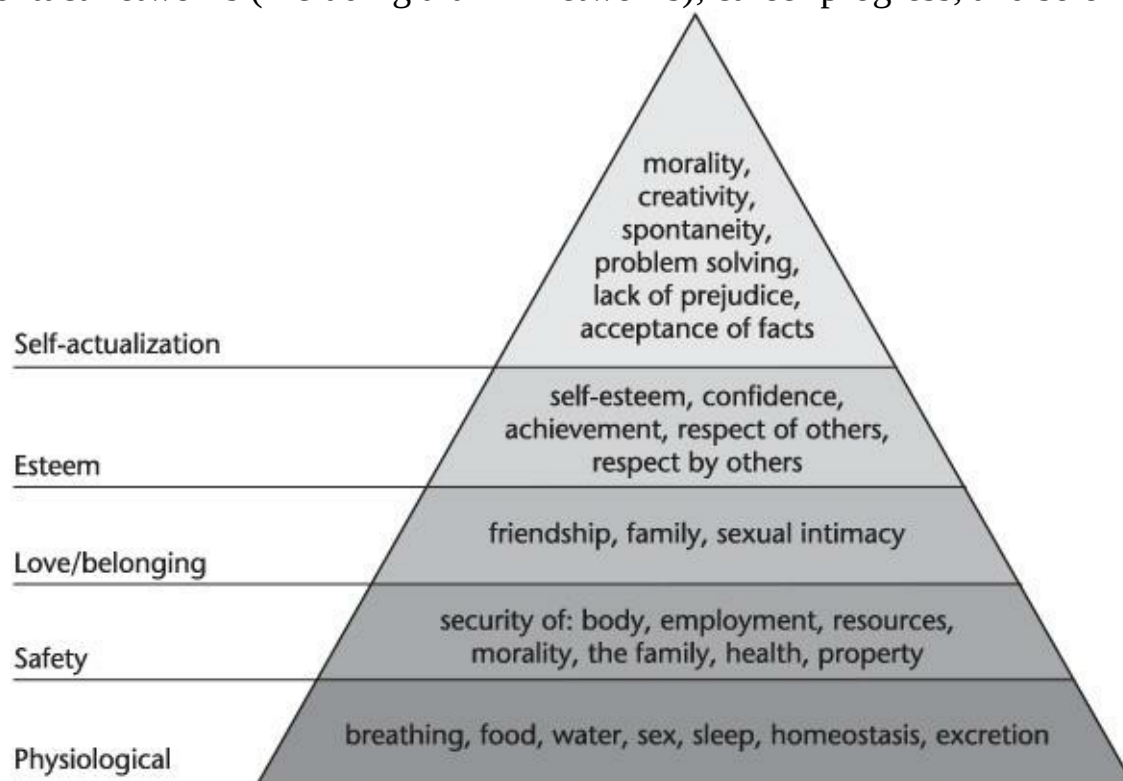 morality,
creativity,
spontaneity,
problem solving,
lack of prejudice,
acceptance of facts
Self-actualization
self-esteem, confidence,
achievement, respect of others,
respect by others
Esteem
friendship, family, sexual intimacy
Love/belonging
security of: body, employment, resources,
morality, the family, health, property
Safety
breathing, food, water, sex, sleep, homeostasis, excretion
Physiological